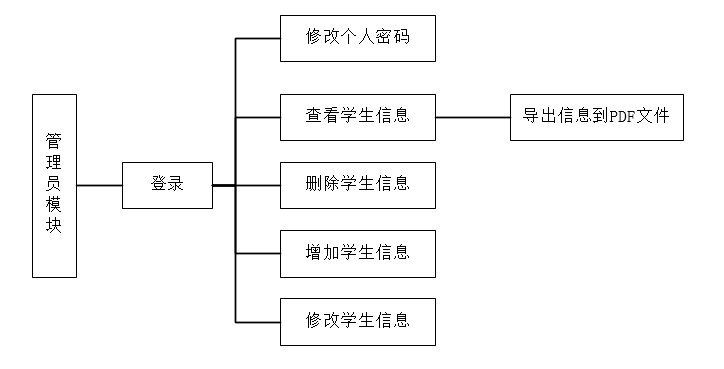 管理员模块
登录
修改个人密码
查看学生信息
导出信息到PDF文件
删除学生信息
增加学生信息
修改学生信息